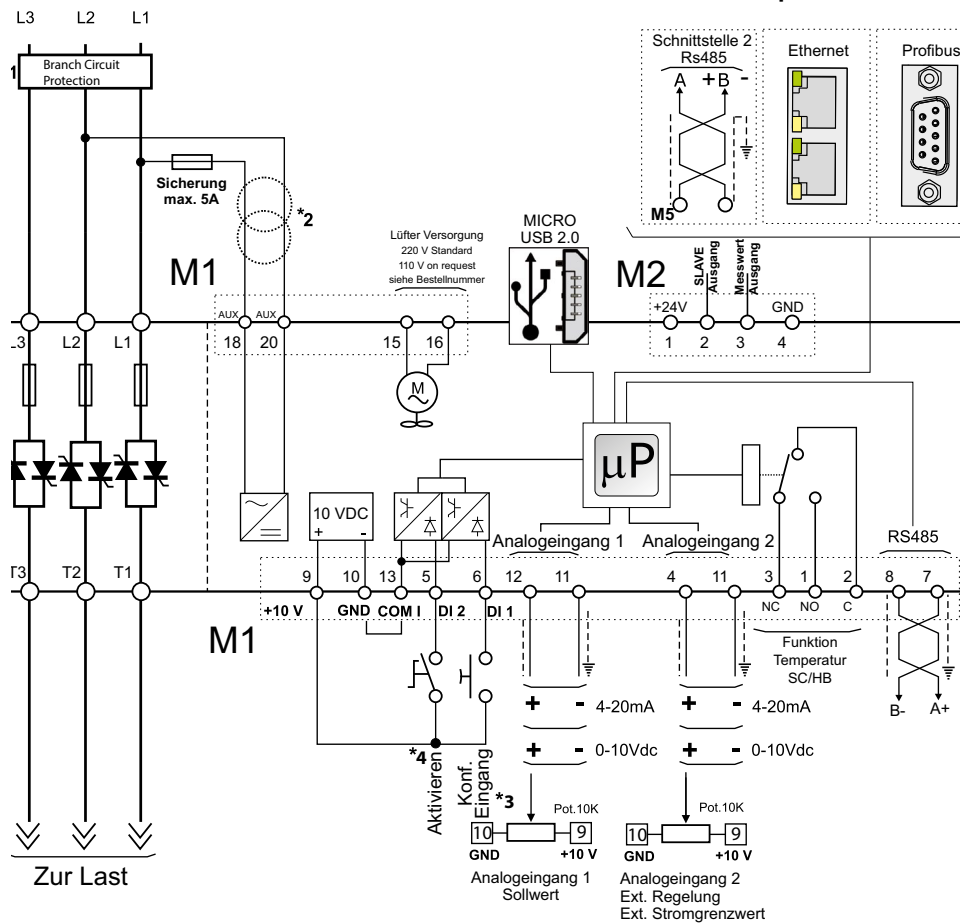 L3 L2 L1
Branch Circuit
Protection
Schnittstelle 2
Rs485
A + B -
Ethernet
Profibus
M5
Sicherung
max. 5A
*2
Lüfter Versorgung
220 V Standard
110 V on request
siehe Bestellnummer
MICRO
USB 2.0
M1
M2
SLAVE
Ausgang
Messwert
Ausgang
AUX AUX
+24V GND
L3 L2 L1 18 20 15 16 1 2 3 4
M
µP
10 VDC
+ -
Analogeingang 1
Analogeingang 2
RS485
T3 T2 T1
9 10 13 5 6 12 11 4 11 3 1 2 8 7
+10 V GND COM I DI 2 DI 1
NC NO C
M1
Funktion
Temperatur
SC/HB
B- A+
+ - 4-20mA
+ - 4-20mA
+ - 0-10Vdc
+ - 0-10Vdc
*4
Aktivieren
Konf.
Eingang
*3
Pot.10K
10 9
GND +10 V
Analogeingang 1
Sollwert
Pot.10K
10 9
GND +10 V
Analogeingang 2
Ext. Regelung
Ext. Stromgrenzwert
Zur Last